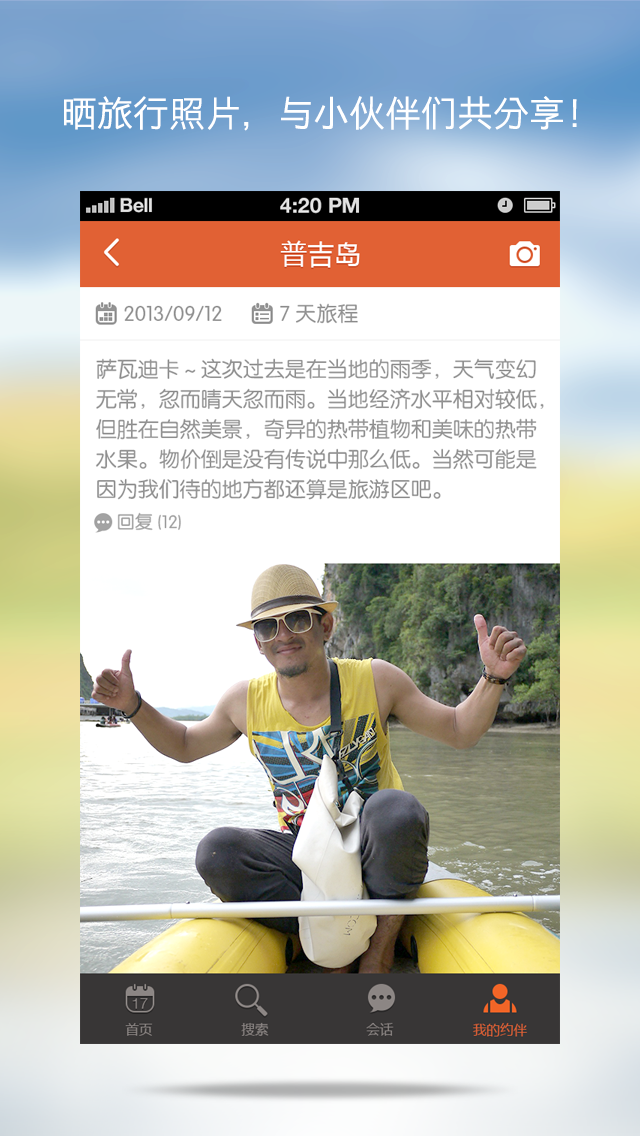 晒旅行照片，与小伙伴们共分享！
Bell 4:20 PM
普吉岛
2013/09/12 7 天旅程
萨瓦迪卡～这次过去是在当地的雨季，天气变幻
无常，忽而晴天忽而雨。当地经济水平相对较低，
但胜在自然美景，奇异的热带植物和美味的热带
水果。物价倒是没有传说中那么低。当然可能是
因为我们待的地方都还算是旅游区吧。
回复 (12)
17
首页 搜索 会话 我的约伴